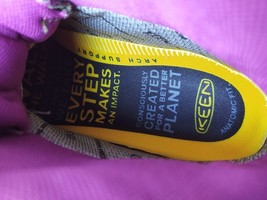 ARCH SUPPORT
EVERY
STEP
MAKES
AN IMPACT.
CONSCIOUSLY
CREATED
FOR A BETTER
PLANET
KEEN
ANATOMIC FIT